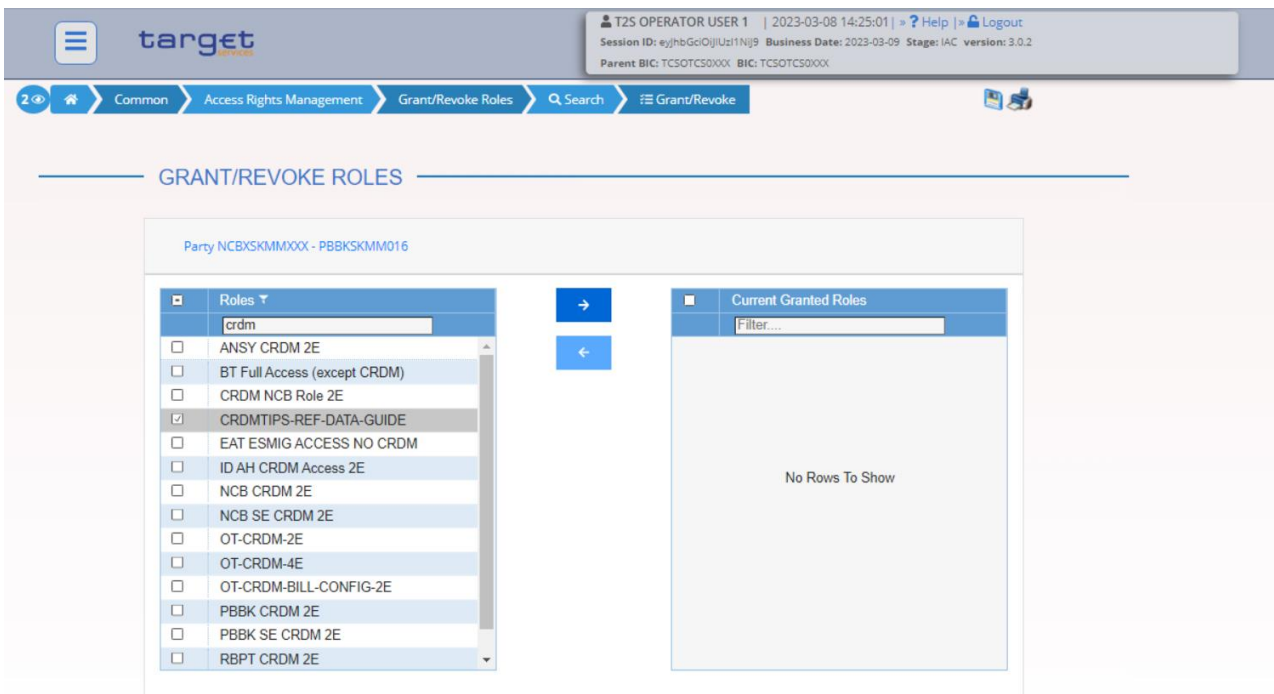 T2S OPERATOR USER 1 | 2023-03-08 14:25:01| » ? Help |» Logout
Session ID: eyJhbGciOiJIUzI1NiJ9 Business Date: 2023-03-09 Stage: IAC version: 3.0.2
Parent BIC: TCSOTCS0XXX BIC: TCSOTCS0XXX
target
services
2 Common Access Rights Management Grant/Revoke Roles Search Grant/Revoke
GRANT/REVOKE ROLES
Party NCBXSKMMXXX - PBBKSKMM016
Roles
crdm
ANSY CRDM 2E
BT Full Access (except CRDM)
CRDM NCB Role 2E
CRDMTIPS-REF-DATA-GUIDE
EAT ESMIG ACCESS NO CRDM
ID AH CRDM Access 2E
NCB CRDM 2E
NCB SE CRDM 2E
OT-CRDM-2E
OT-CRDM-4E
OT-CRDM-BILL-CONFIG-2E
PBBK CRDM 2E
PBBK SE CRDM 2E
RBPT CRDM 2E
Current Granted Roles
Filter....
No Rows To Show